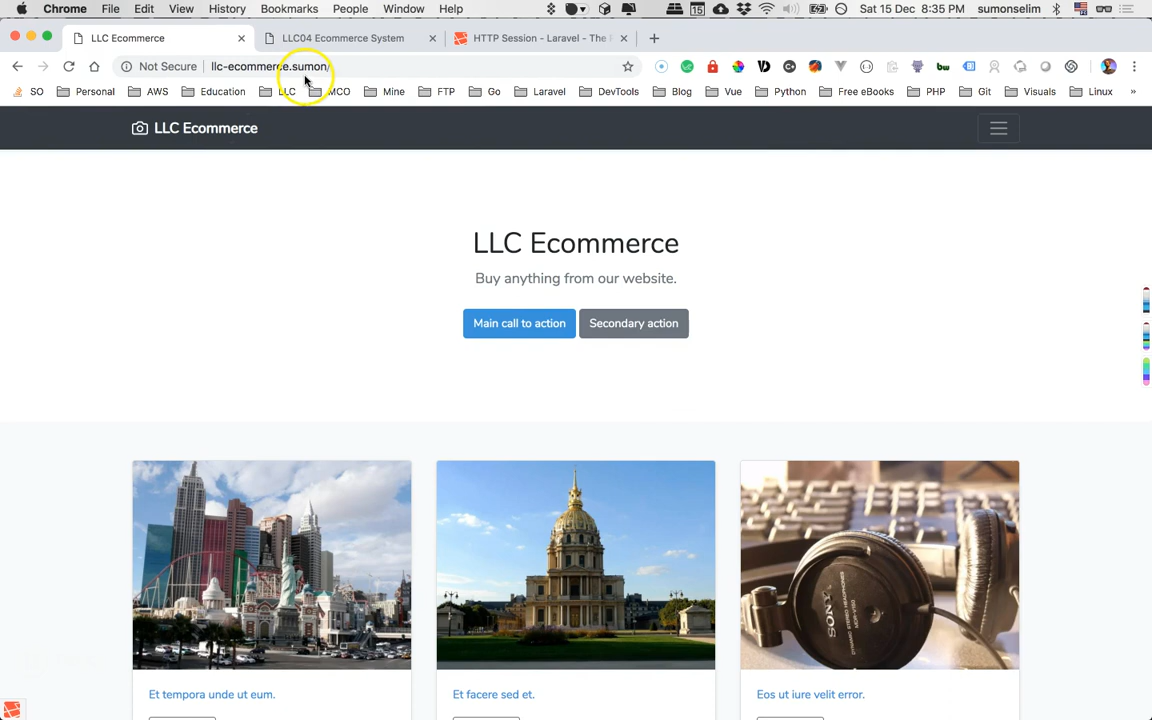 Chrome File Edit View History Bookmarks People Window Help 15 Sat 15 Dec 8:35 PM sumonselim
LLC Ecommerce LLC04 Ecommerce System HTTP Session - Laravel - The
Not Secure llc-ecommerce.sumon/
SO Personal AWS Education LLC MCO Mine FTP Go Laravel DevTools Blog Vue Python Free eBooks PHP Git Visuals Linux »
LLC Ecommerce
LLC Ecommerce
Buy anything from our website.
Main call to action Secondary action
SONY
Et tempora unde ut eum. Et facere sed et. Eos ut iure velit error.